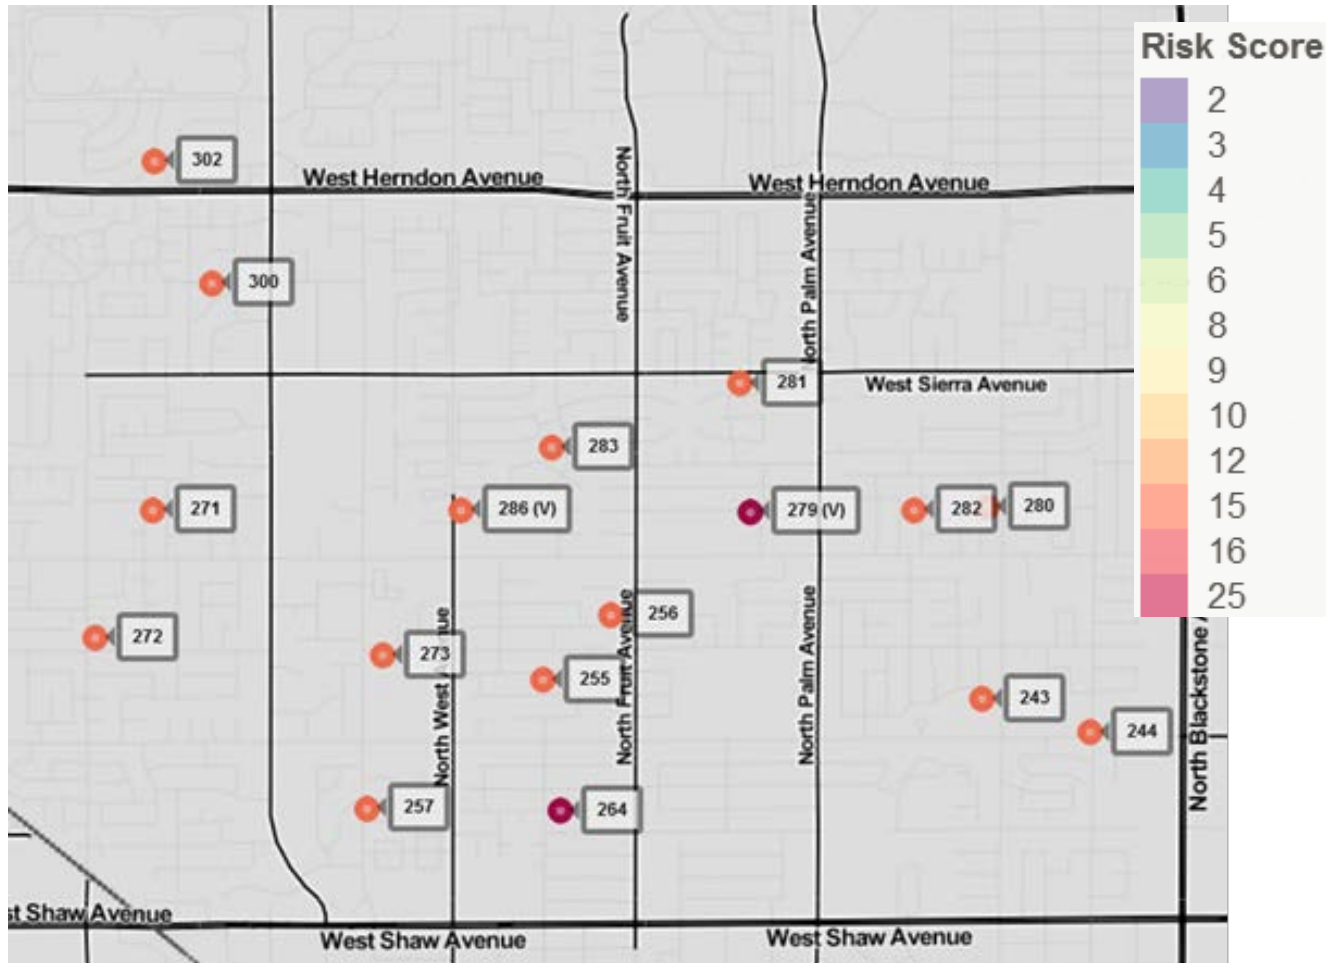 Risk Score
2
3
4
5
6
8
9
10
12
15
16
25
302
West Herndon Avenue
West Herndon Avenue
North Fruit Avenue
North Palm Avenue
300
281
West Sierra Avenue
283
271
286 (V)
279 (V)
282
280
256
272
273
255
North West Avenue
North Fruit Avenue
North Palm Avenue
243
244
North Blackstone
257
264
st Shaw Avenue
West Shaw Avenue
West Shaw Avenue